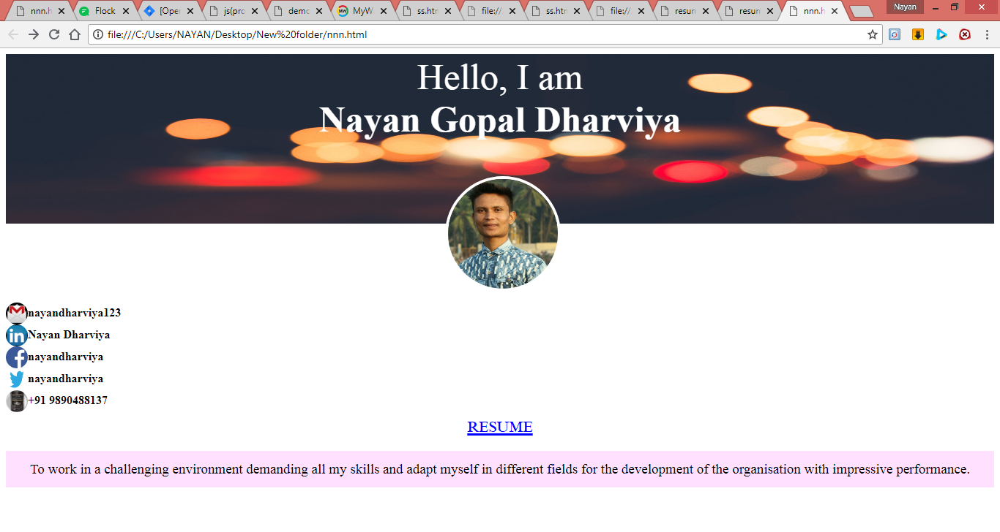 nnn.h
Flock
[Ope
js(pro
demo
MyW
ss.htr
file://
ss.htr
file://
resun
resun
nnn.h
Nayan
file:///C:/Users/NAYAN/Desktop/New%20folder/nnn.html
Hello, I am
Nayan Gopal Dharviya
nayandharviya123
Nayan Dharviya
nayandharviya
nayandharviya
+91 9890488137
RESUME
To work in a challenging environment demanding all my skills and adapt myself in different fields for the development of the organisation with impressive performance.